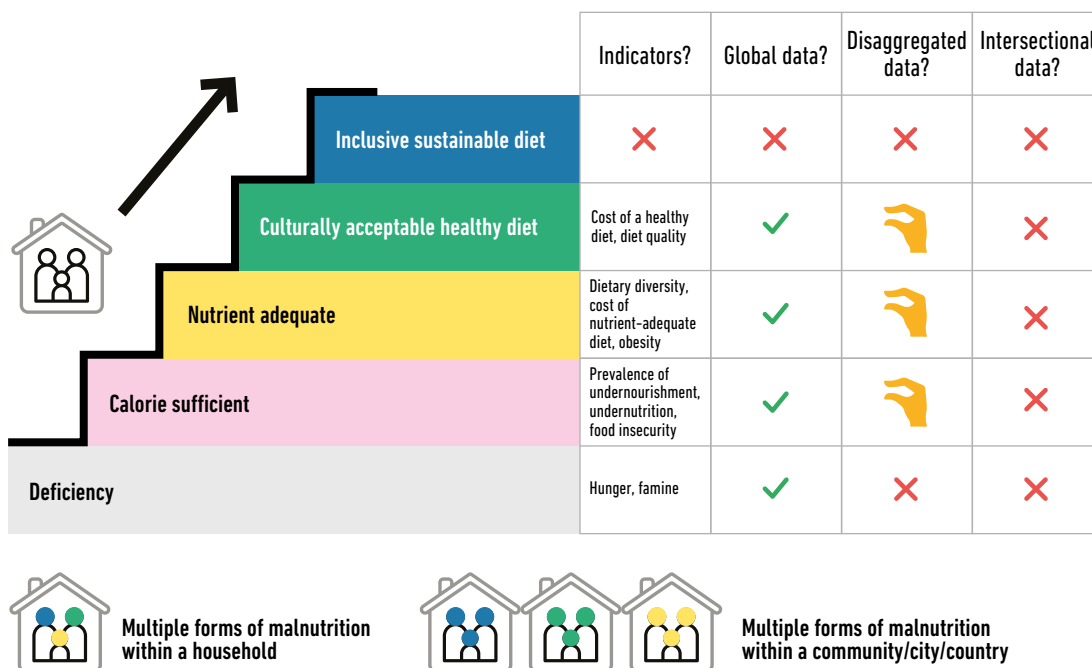 Indicators?
Global data?
Disaggregated
data?
Intersectional
data?
Inclusive sustainable diet
Culturally acceptable healthy diet
Cost of a healthy
diet, diet quality
Nutrient adequate
Dietary diversity,
cost of
nutrient-adequate
diet, obesity
Calorie sufficient
Prevalence of
undernourishment,
undernutrition,
food insecurity
Deficiency
Hunger, famine
Multiple forms of malnutrition
within a household
Multiple forms of malnutrition
within a community/city/country